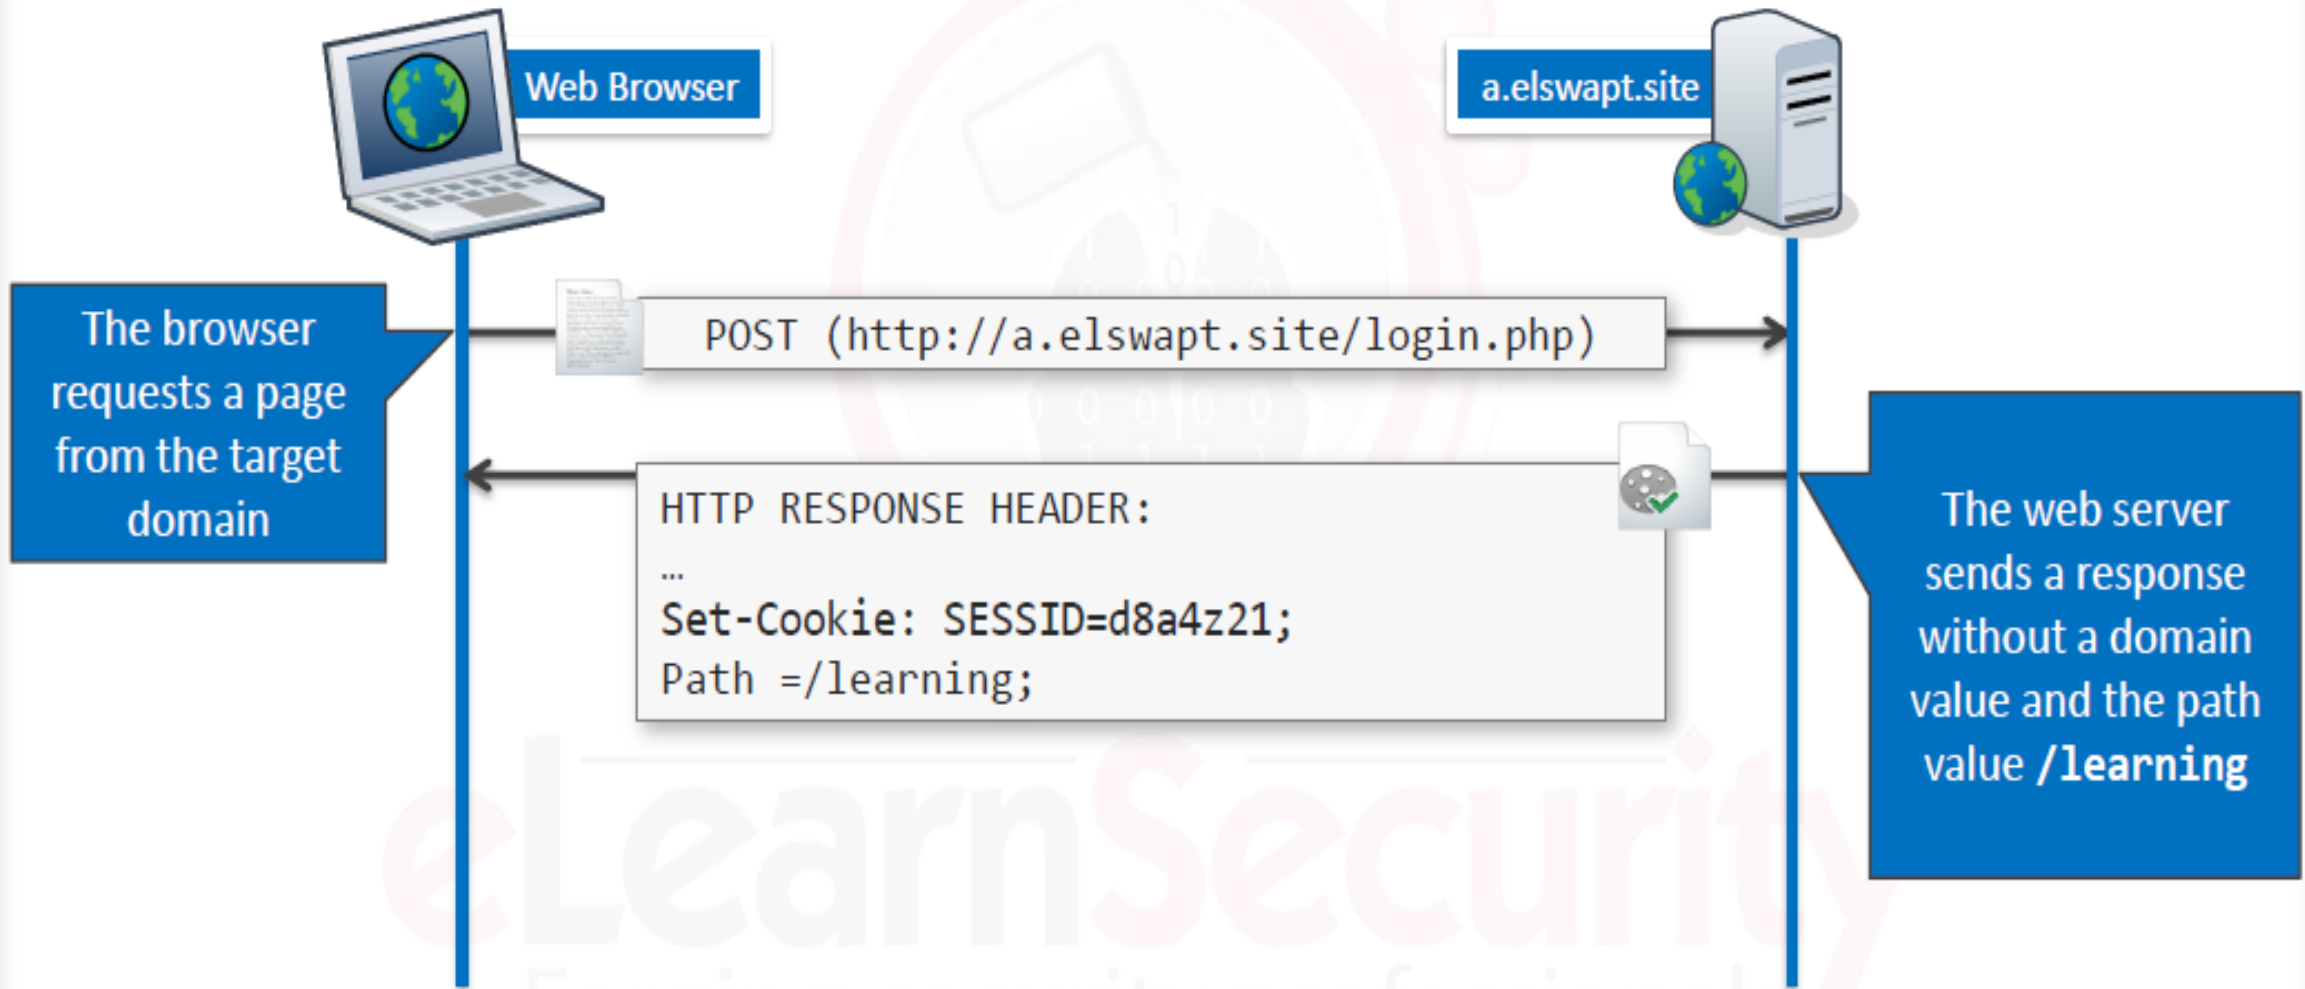 Web Browser
a.elswapt.site
The browser
requests a page
from the target
domain
POST (http://a.elswapt.site/login.php)
HTTP RESPONSE HEADER:
…
Set-Cookie: SESSID=d8a4z21;
Path =/learning;
The web server
sends a response
without a domain
value and the path
value /learning
eLearnSecurity